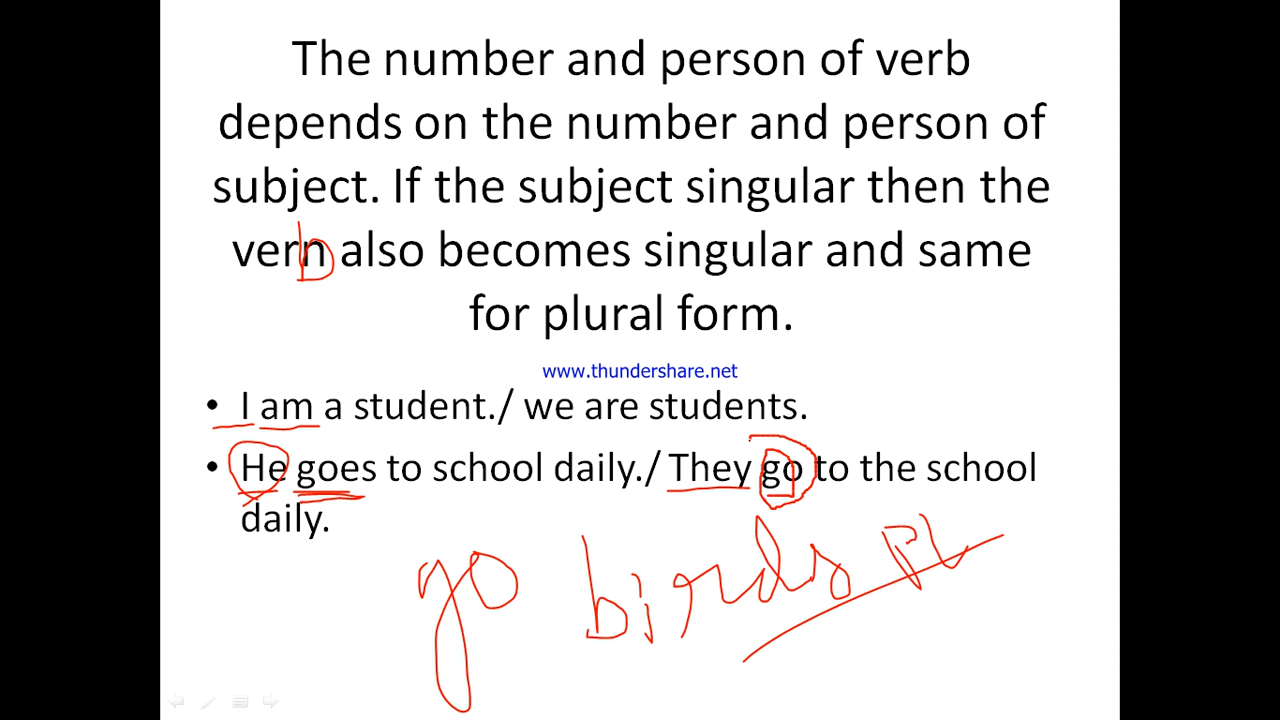 The number and person of verb
depends on the number and person of
subject. If the subject singular then the
verb also becomes singular and same
for plural form.
www.thundershare.net
• I am a student./ we are students.
• He goes to school daily./ They go to the school
daily.
go birds PL